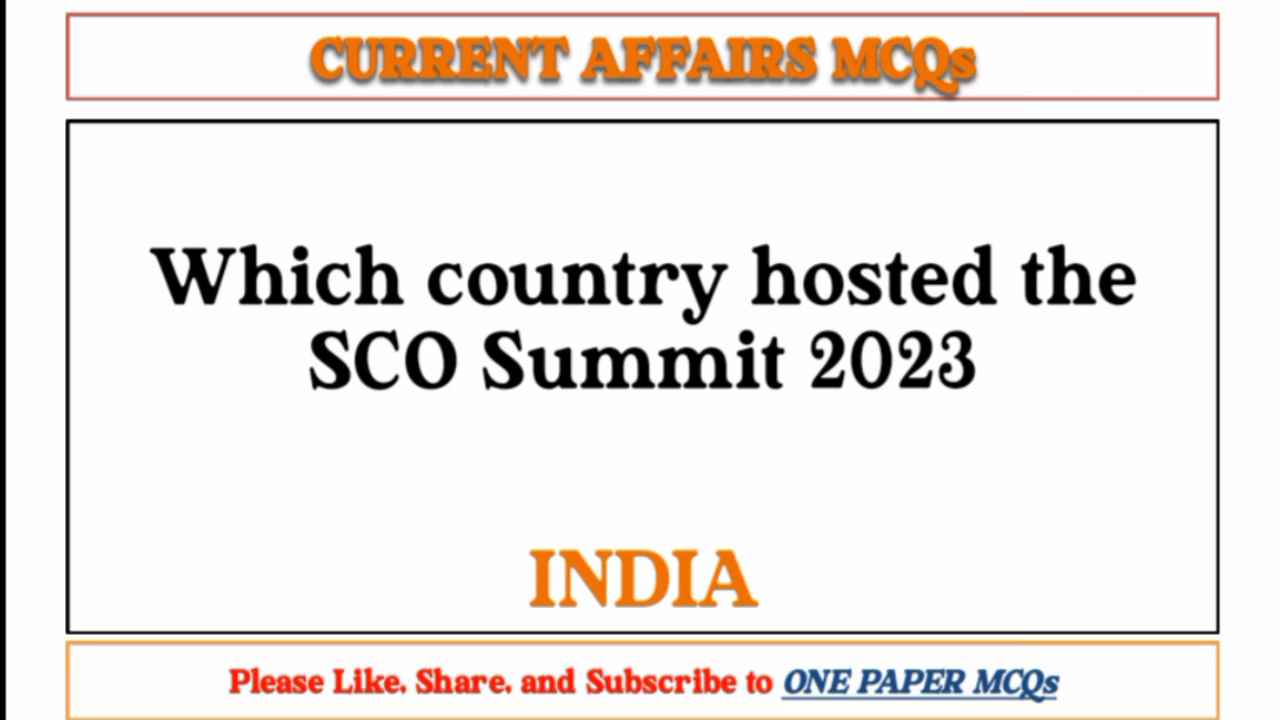 CURRENT AFFAIRS MCQs
Which country hosted the
SCO Summit 2023
INDIA
Please Like. Share. and Subscribe to ONE PAPER MCQs